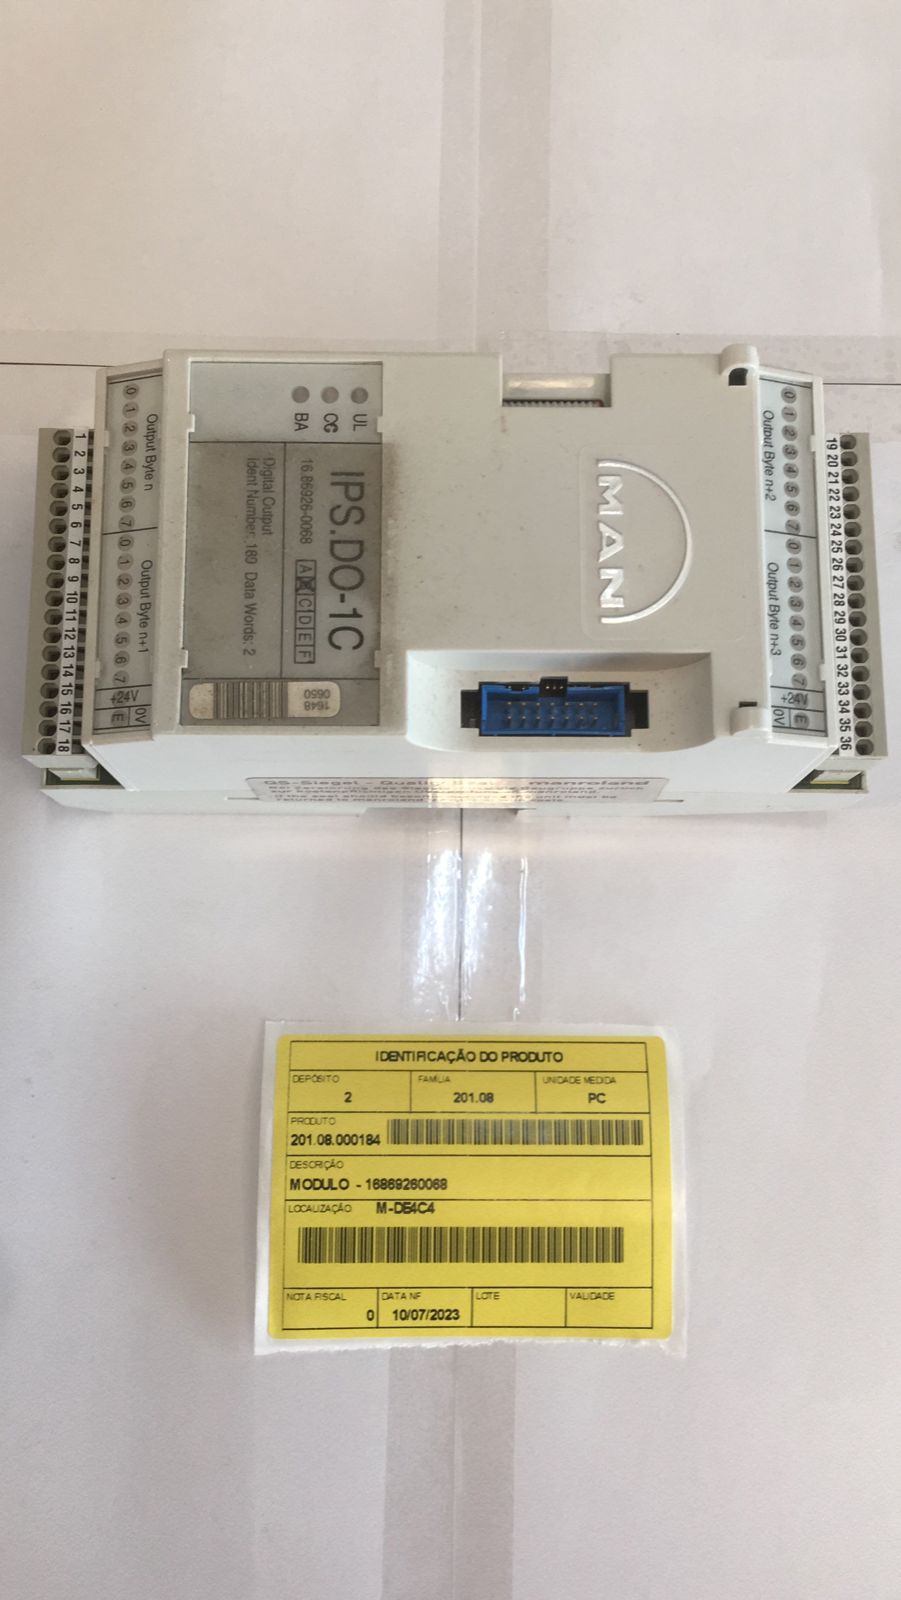 Output Byte n
0 1 2 3 4 5 6 7
Output Byte n+1
0 1 2 3 4 5 6 7
+24V
E
0V
1 2 3 4 5 6 7 8 9 10 11 12 13 14 15 16 17 18
UL
CG
BA
IPS.DO-1C
16.86926-0068 A B C D E F
Digital Output
Ident Number: 180 Data Words: 2
1648
0650
MAN
Output Byte n+2
0 1 2 3 4 5 6 7
Output Byte n+3
0 1 2 3 4 5 6 7
+24V
E
0V
19 20 21 22 23 24 25 26 27 28 29 30 31 32 33 34 35 36
QS-Siegel - Quality manroland
IDENTIFICAÇÃO DO PRODUTO
DEPÓSITO FAMÍLIA UNIDADE MEDIDA
2 201.08 PC
PRODUTO
201.08.000184
DESCRIÇÃO
MODULO - 16869260068
LOCALIZAÇÃO M-DE4C4
NOTA FISCAL DATA NF LOTE VALIDADE
0 10/07/2023